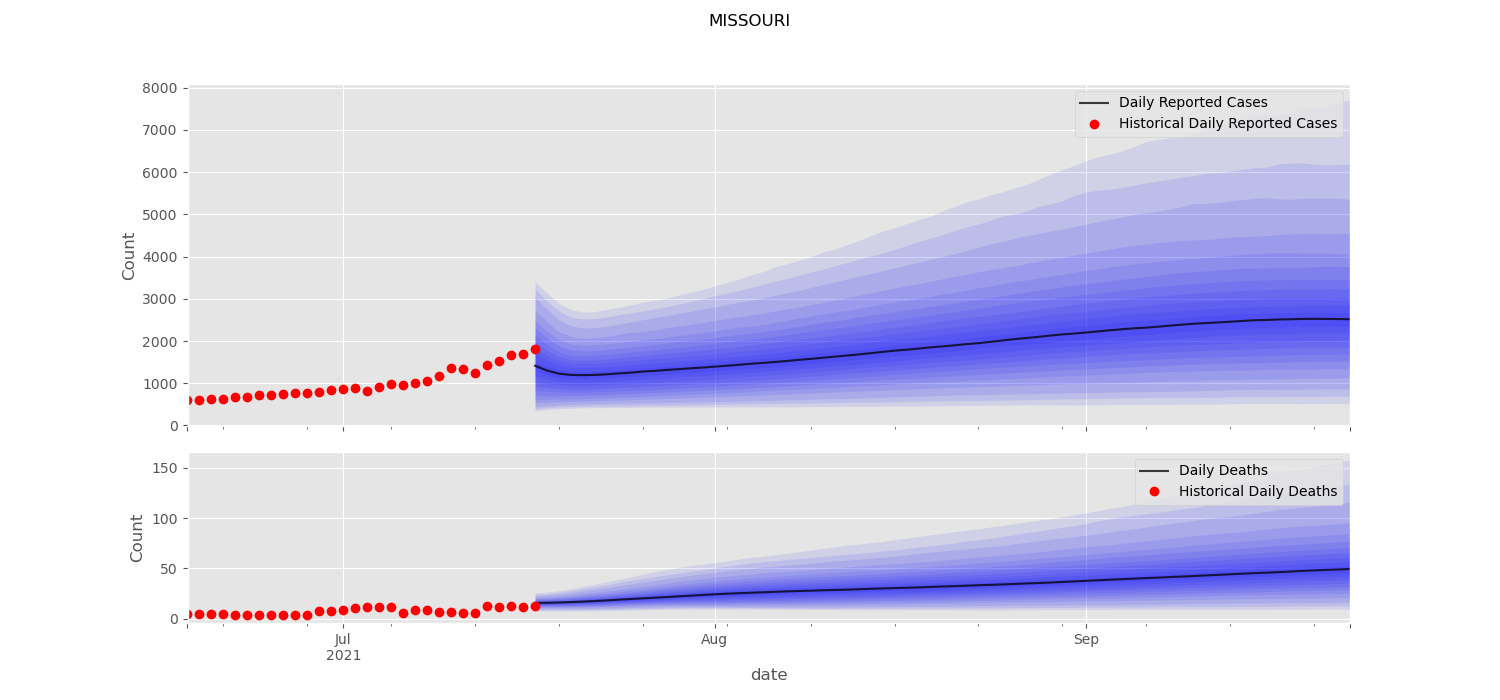 MISSOURI
8000
7000
6000
5000
4000
3000
2000
1000
0
Count
Daily Reported Cases
Historical Daily Reported Cases
150
100
50
0
Count
Daily Deaths
Historical Daily Deaths
Jul
2021
Aug
Sep
date